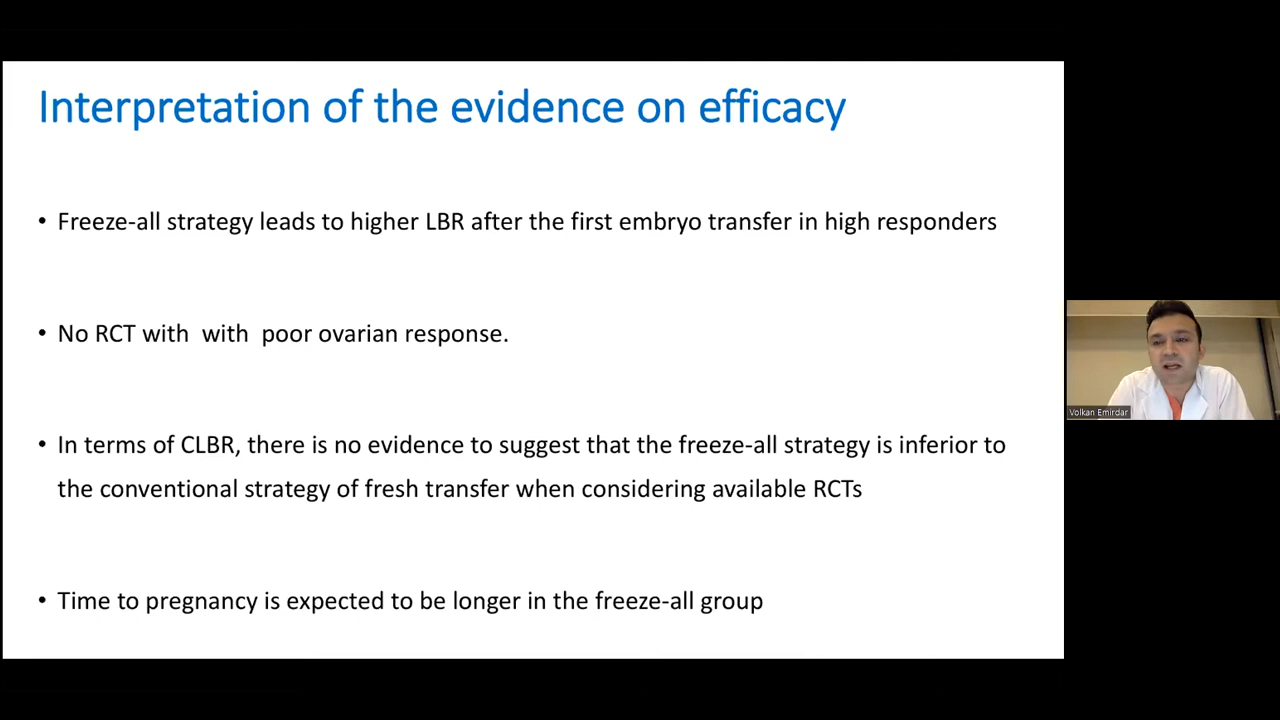 Interpretation of the evidence on efficacy
• Freeze-all strategy leads to higher LBR after the first embryo transfer in high responders
• No RCT with  with  poor ovarian response.
• In terms of CLBR, there is no evidence to suggest that the freeze-all strategy is inferior to
the conventional strategy of fresh transfer when considering available RCTs
• Time to pregnancy is expected to be longer in the freeze-all group
Volkan Emirdar